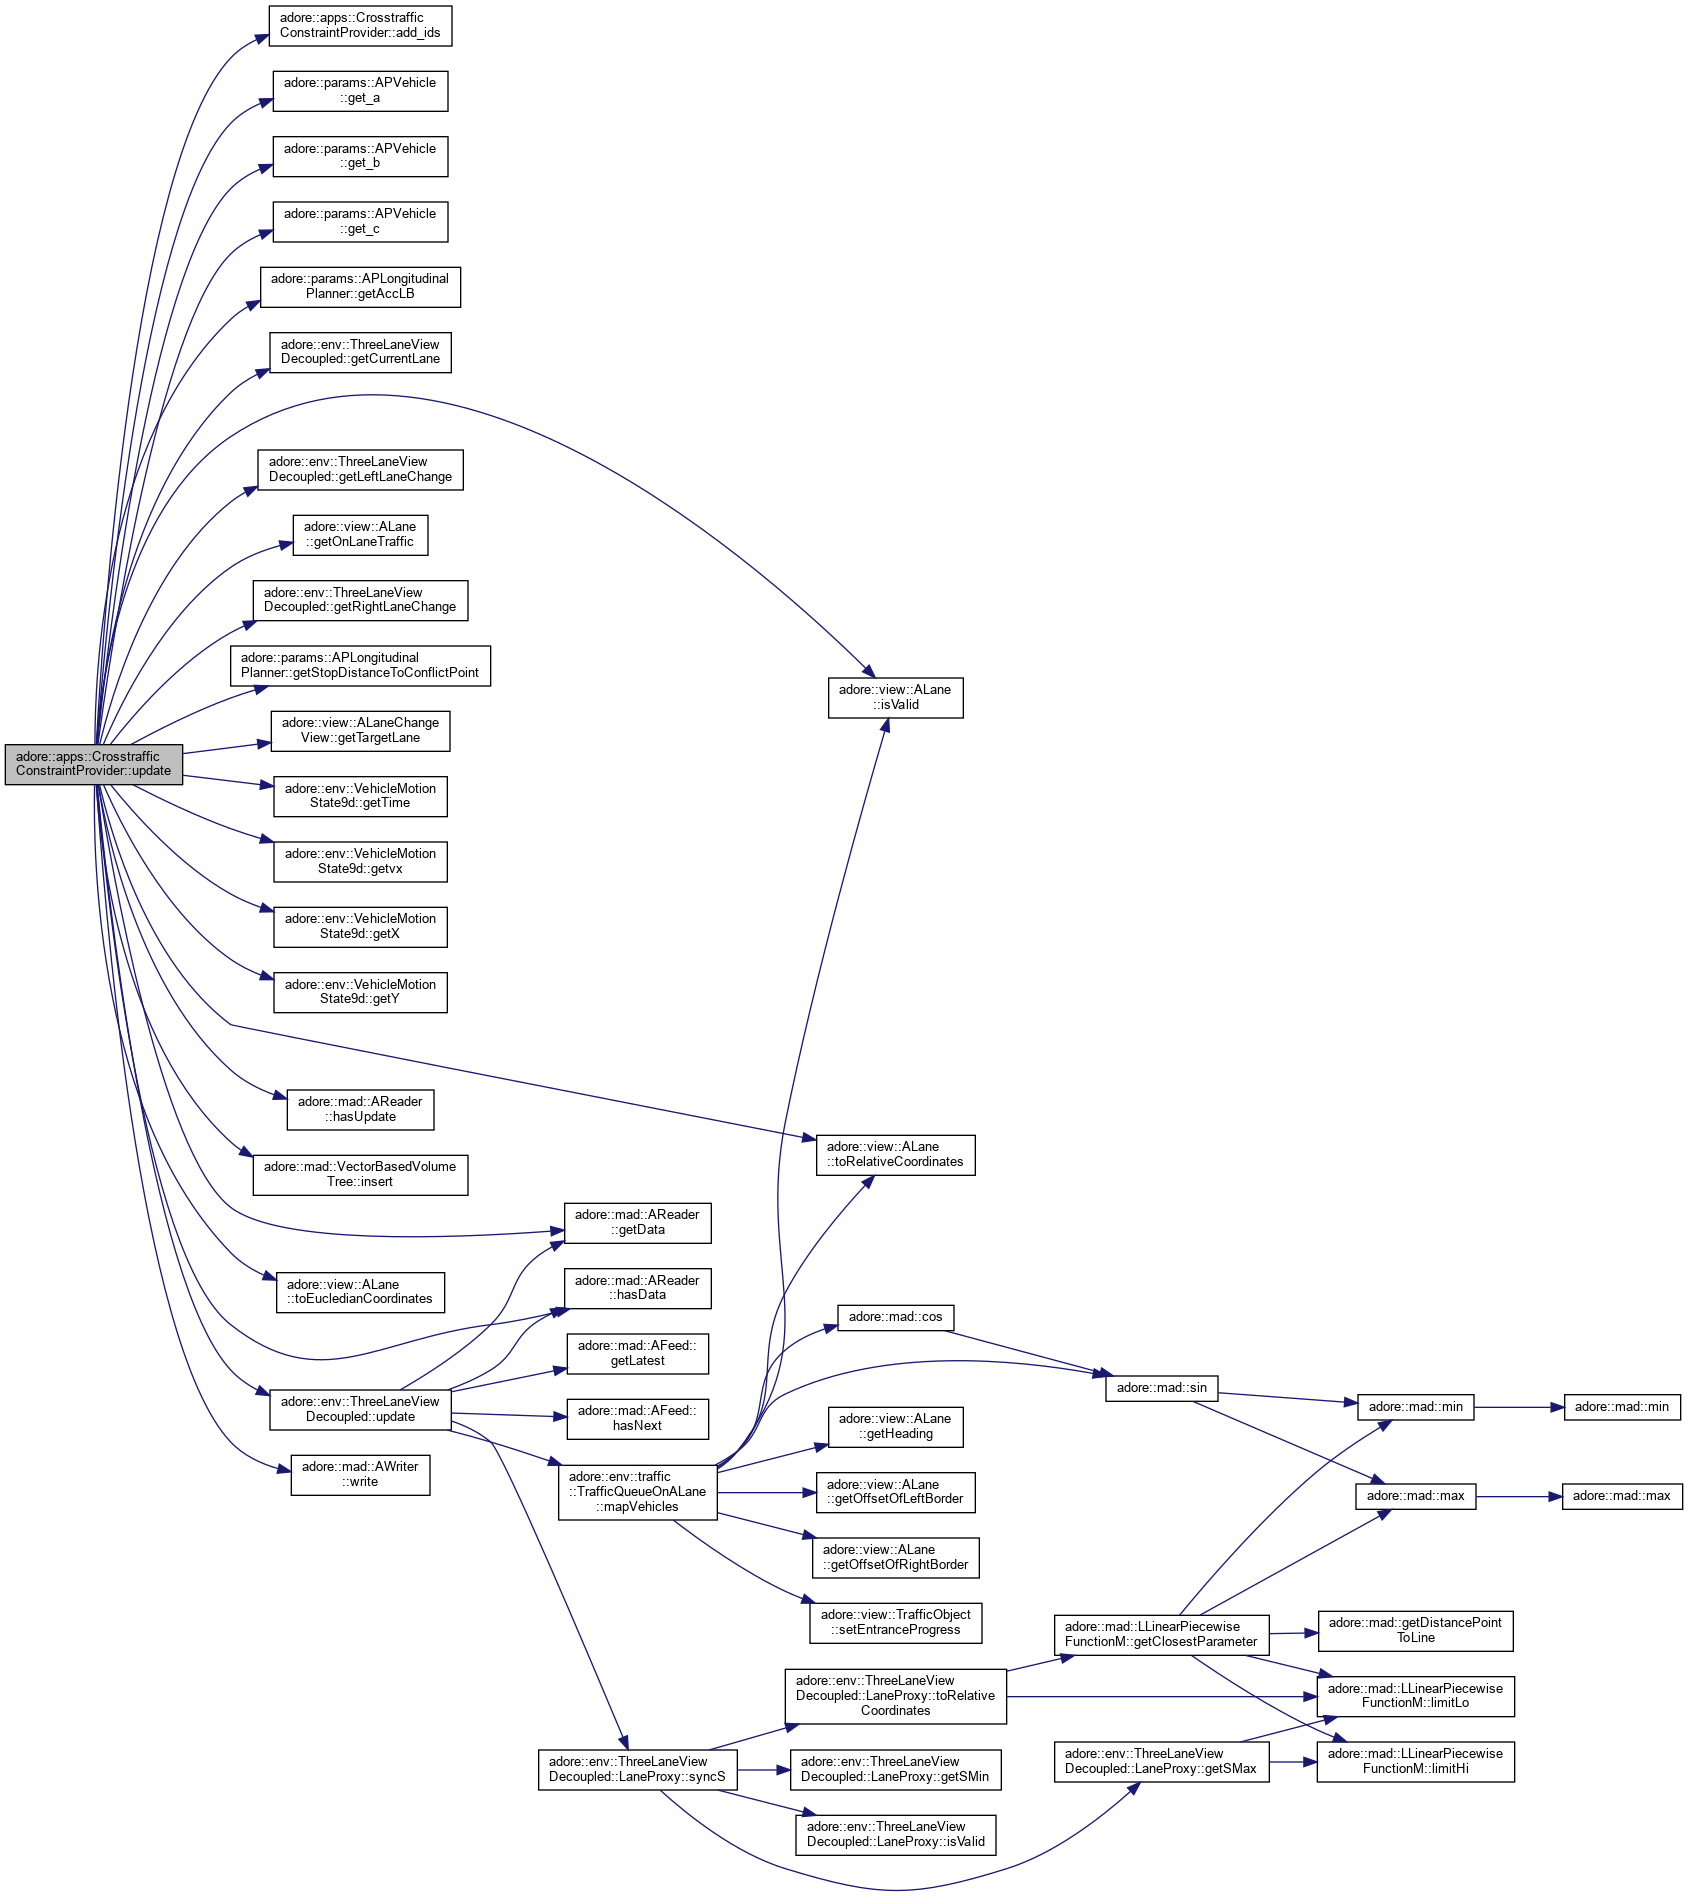 adore::apps::Crosstraffic
ConstraintProvider::update
adore::apps::Crosstraffic
ConstraintProvider::add_ids
adore::params::APVehicle
::get_a
adore::params::APVehicle
::get_b
adore::params::APVehicle
::get_c
adore::params::APLongitudinal
Planner::getAccLB
adore::env::ThreeLaneView
Decoupled::getCurrentLane
adore::env::ThreeLaneView
Decoupled::getLeftLaneChange
adore::view::ALane
::getOnLaneTraffic
adore::env::ThreeLaneView
Decoupled::getRightLaneChange
adore::params::APLongitudinal
Planner::getStopDistanceToConflictPoint
adore::view::ALaneChange
View::getTargetLane
adore::env::VehicleMotion
State9d::getTime
adore::env::VehicleMotion
State9d::getvx
adore::env::VehicleMotion
State9d::getX
adore::env::VehicleMotion
State9d::getY
adore::mad::AReader
::hasUpdate
adore::mad::VectorBasedVolume
Tree::insert
adore::view::ALane
::toEucledianCoordinates
adore::env::ThreeLaneView
Decoupled::update
adore::mad::AWriter
::write
adore::mad::AReader
::getData
adore::mad::AReader
::hasData
adore::mad::AFeed::
getLatest
adore::mad::AFeed::
hasNext
adore::env::traffic
::TrafficQueueOnALane
::mapVehicles
adore::env::ThreeLaneView
Decoupled::LaneProxy::syncS
adore::view::ALane
::isValid
adore::view::ALane
::toRelativeCoordinates
adore::mad::cos
adore::view::ALane
::getHeading
adore::view::ALane
::getOffsetOfLeftBorder
adore::view::ALane
::getOffsetOfRightBorder
adore::view::TrafficObject
::setEntranceProgress
adore::env::ThreeLaneView
Decoupled::LaneProxy::toRelative
Coordinates
adore::env::ThreeLaneView
Decoupled::LaneProxy::getSMin
adore::env::ThreeLaneView
Decoupled::LaneProxy::isValid
adore::mad::sin
adore::mad::LLinearPiecewise
FunctionM::getClosestParameter
adore::env::ThreeLaneView
Decoupled::LaneProxy::getSMax
adore::mad::min
adore::mad::max
adore::mad::getDistancePoint
ToLine
adore::mad::LLinearPiecewise
FunctionM::limitLo
adore::mad::LLinearPiecewise
FunctionM::limitHi
adore::mad::min
adore::mad::max